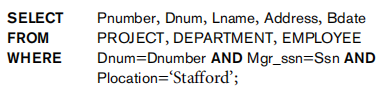 SELECT Pnumber, Dnum, Lname, Address, Bdate
FROM PROJECT, DEPARTMENT, EMPLOYEE
WHERE Dnum=Dnumber AND Mgr_ssn=Ssn AND
Plocation=‘Stafford’;